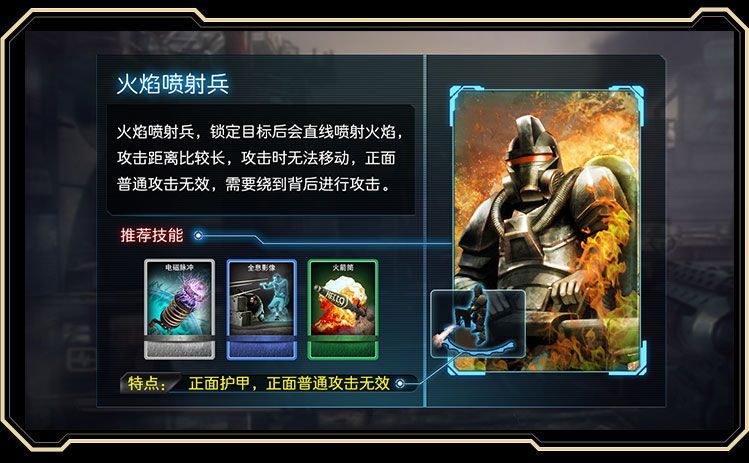 火焰喷射兵
火焰喷射兵，锁定目标后会直线喷射火焰，
攻击距离比较长，攻击时无法移动，正面
普通攻击无效，需要绕到背后进行攻击。
推荐技能
电磁脉冲
全息影像
火箭筒
HELLO
特点：正面护甲，正面普通攻击无效